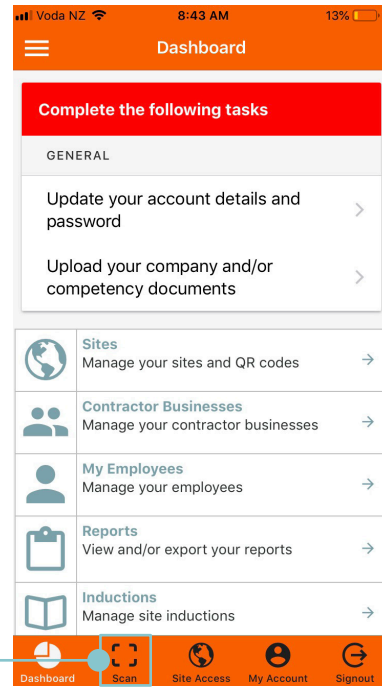 Voda NZ 8:43 AM 13%
Dashboard
Complete the following tasks
GENERAL
Update your account details and
password
Upload your company and/or
competency documents
Sites
Manage your sites and QR codes
Contractor Businesses
Manage your contractor businesses
My Employees
Manage your employees
Reports
View and/or export your reports
Inductions
Manage site inductions
Dashboard Scan Site Access My Account Signout